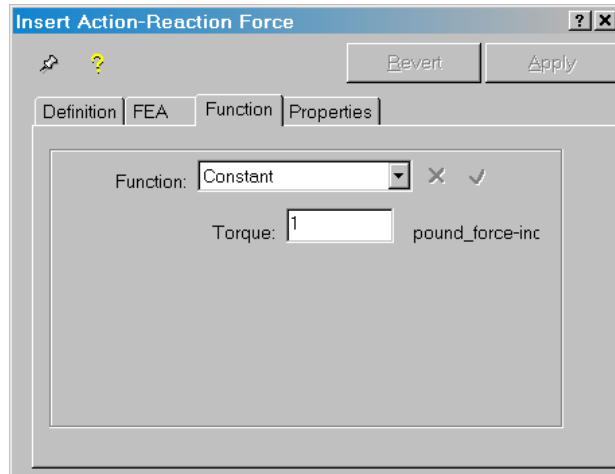 Insert Action-Reaction Force ? X
? Revert Apply
Definition FEA Function Properties
Function: Constant
Torque: 1 pound_force-inc